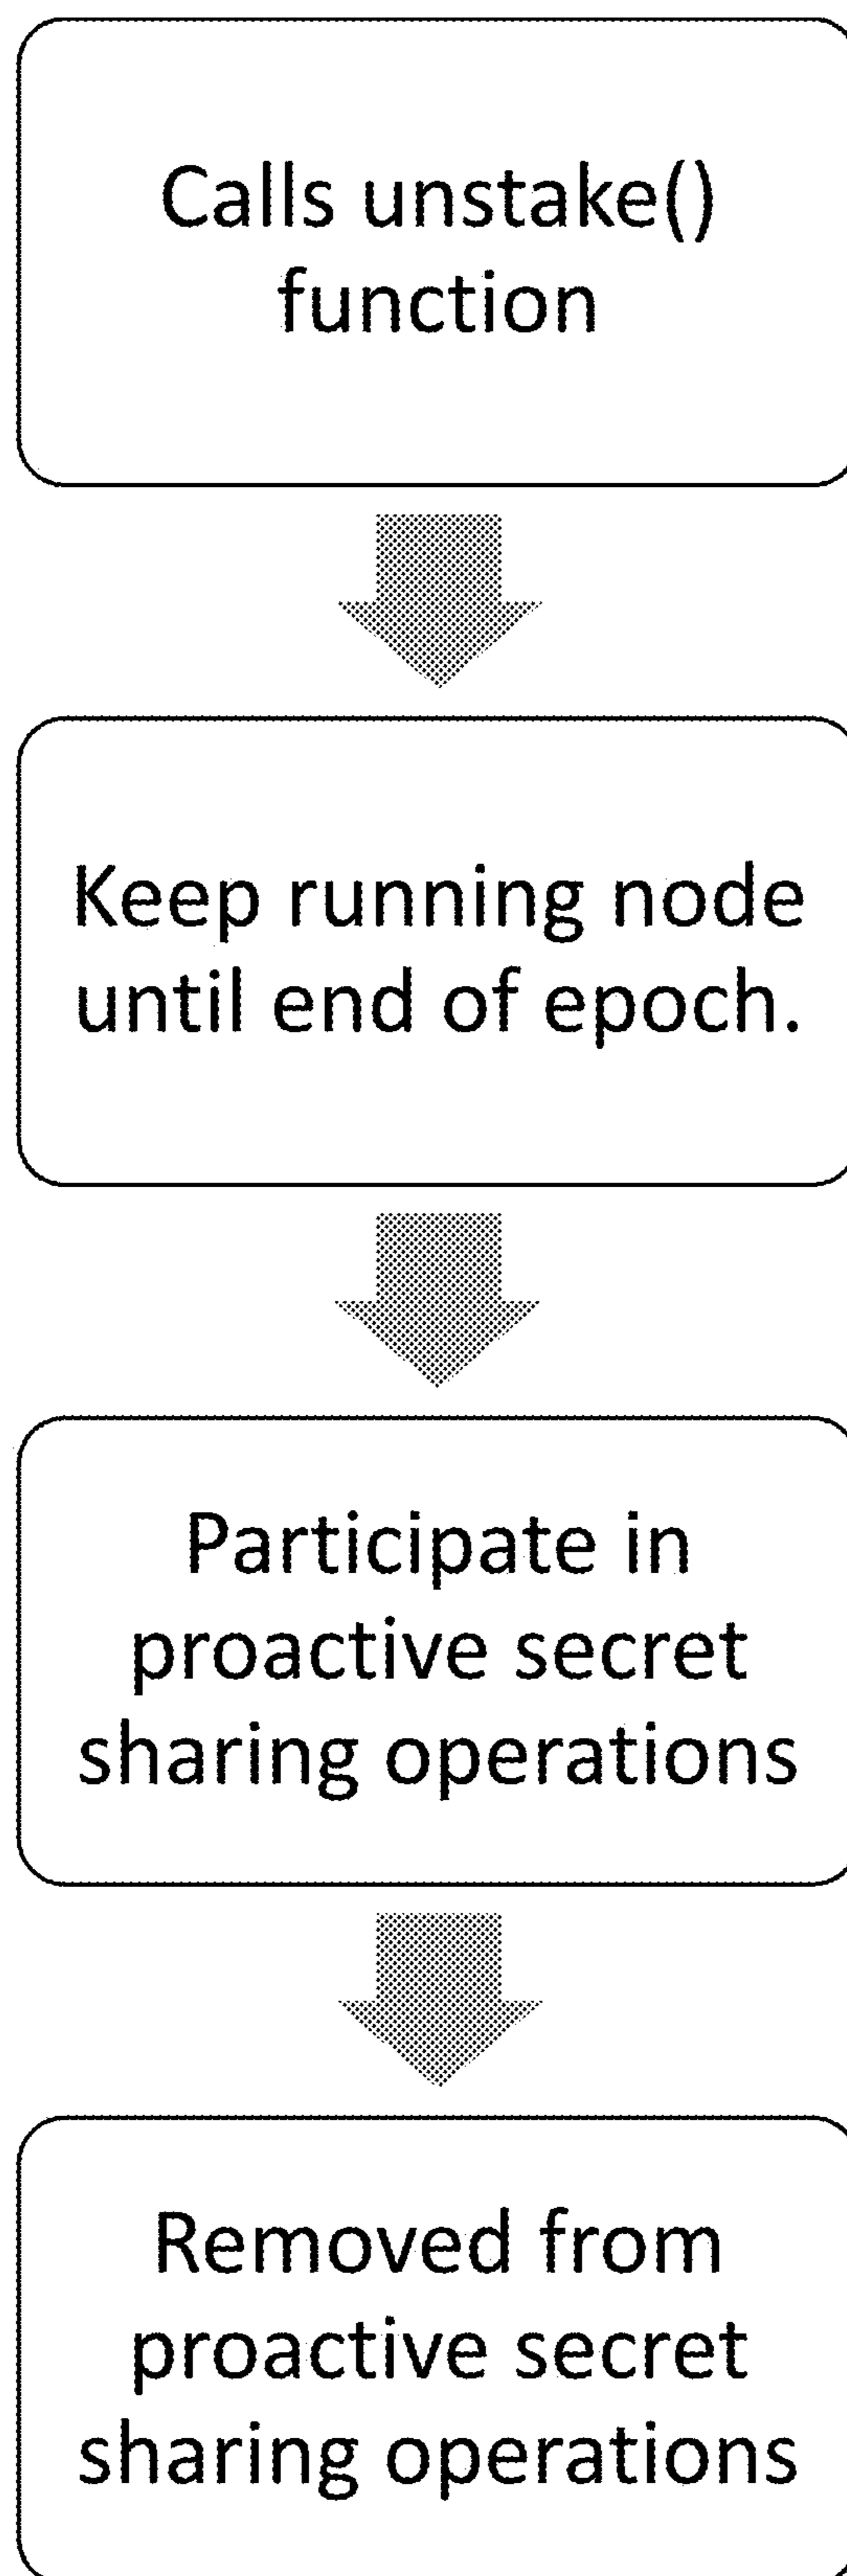 Calls unstake()
function
Keep running node
until end of epoch.
Participate in
proactive secret
sharing operations
Removed from
proactive secret
sharing operations